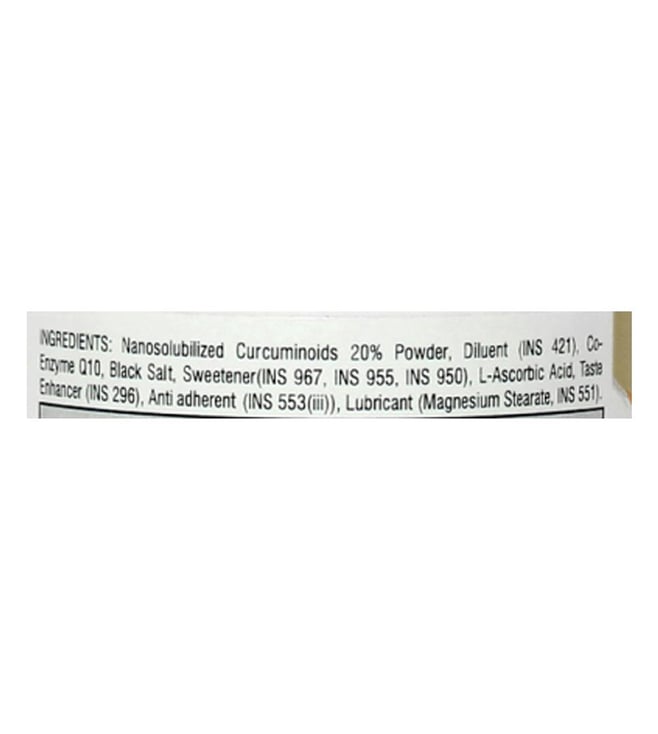 INGREDIENTS: Nanosolubilized Curcuminoids 20% Powder, Diluent (INS 421), Co-
Enzyme Q10, Black Salt, Sweetener(INS 967, INS 955, INS 950), L-Ascorbic Acid, Taste
Enhancer (INS 296), Anti adherent (INS 553(iii)), Lubricant (Magnesium Stearate, INS 551).